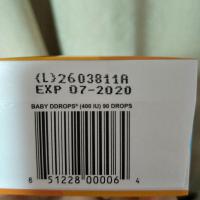 (L)2603811A
EXP 07-2020
BABY DDROPS® (400 IU) 90 DROPS
8 51228 00006 4